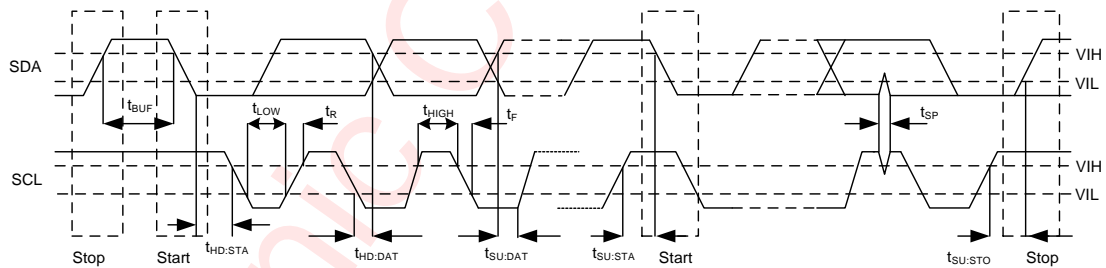 SDA
VIH
VIL
tBUF
tLOW
tR
tHIGH
tF
tSP
SCL
VIH
VIL
tHD:STA
tHD:DAT
tSU:DAT
tSU:STA
tSU:STO
Stop
Start
Start
Stop
nic C